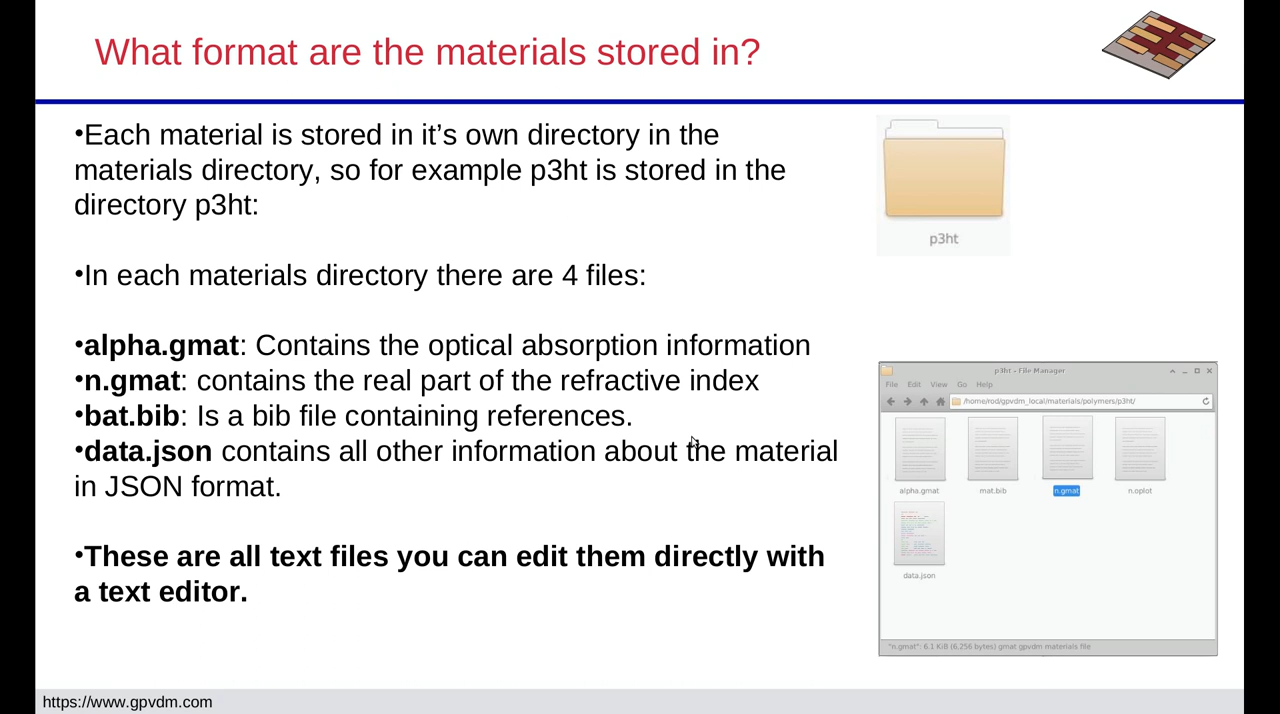 What format are the materials stored in?
•Each material is stored in it’s own directory in the
materials directory, so for example p3ht is stored in the
directory p3ht:
p3ht
•In each materials directory there are 4 files:
•alpha.gmat: Contains the optical absorption information
•n.gmat: contains the real part of the refractive index
•bat.bib: Is a bib file containing references.
•data.json contains all other information about the material
in JSON format.
•These are all text files you can edit them directly with
a text editor.
p3ht - File Manager
File Edit View Go Help
/home/rod/gpvdm_local/materials/polymers/p3ht/
alpha.gmat mat.bib n.gmat n.oplot
data.json
"n.gmat": 6.1 KiB (6,256 bytes) gmat gpvdm materials file
https://www.gpvdm.com